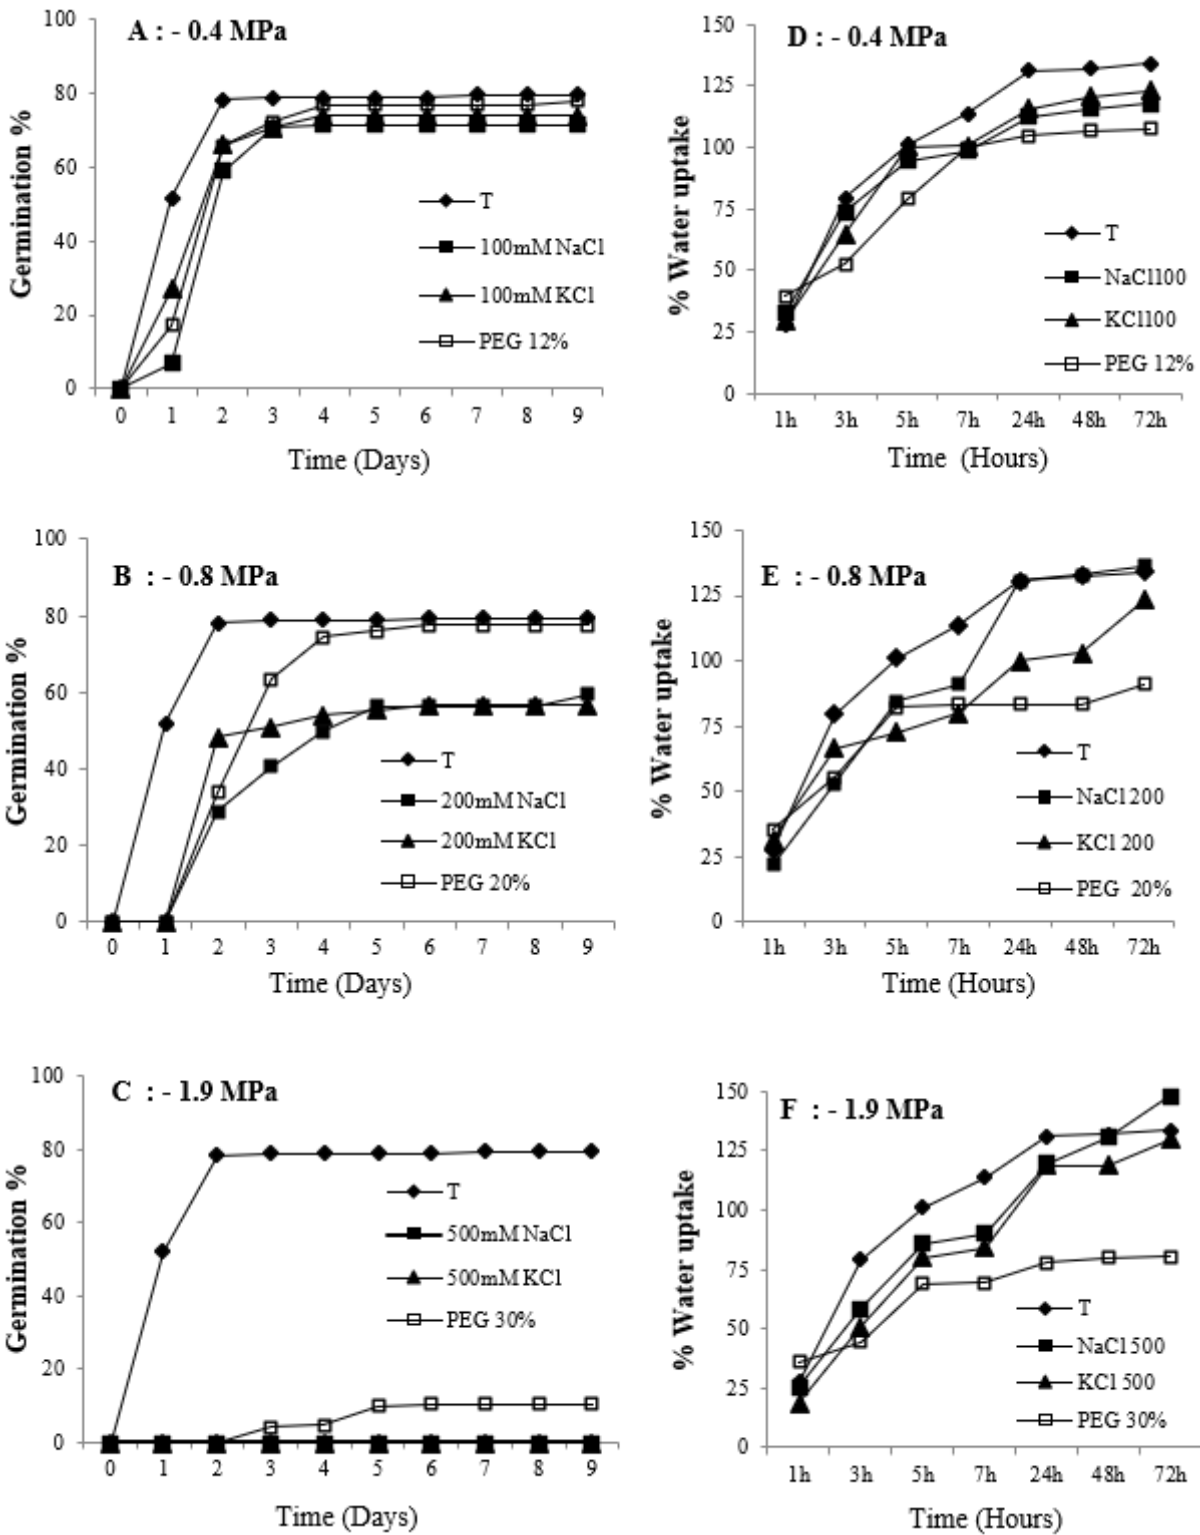 A : - 0.4 MPa
Germination %
100
80
60
40
20
0
T
100mM NaCl
100mM KCl
PEG 12%
0 1 2 3 4 5 6 7 8 9
Time (Days)
D : - 0.4 MPa
% Water uptake
150
125
100
75
50
25
0
T
NaCl100
KCl100
PEG 12%
1h 3h 5h 7h 24h 48h 72h
Time (Hours)
B : - 0.8 MPa
Germination %
100
80
60
40
20
0
T
200mM NaCl
200mM KCl
PEG 20%
0 1 2 3 4 5 6 7 8 9
Time (Days)
E : - 0.8 MPa
% Water uptake
150
125
100
75
50
25
0
T
NaCl 200
KCl 200
PEG 20%
1h 3h 5h 7h 24h 48h 72h
Time (Hours)
C : - 1.9 MPa
Germination %
100
80
60
40
20
0
T
500mM NaCl
500mM KCl
PEG 30%
0 1 2 3 4 5 6 7 8 9
Time (Days)
F : - 1.9 MPa
% Water uptake
150
125
100
75
50
25
0
T
NaCl 500
KCl 500
PEG 30%
1h 3h 5h 7h 24h 48h 72h
Time (Hours)